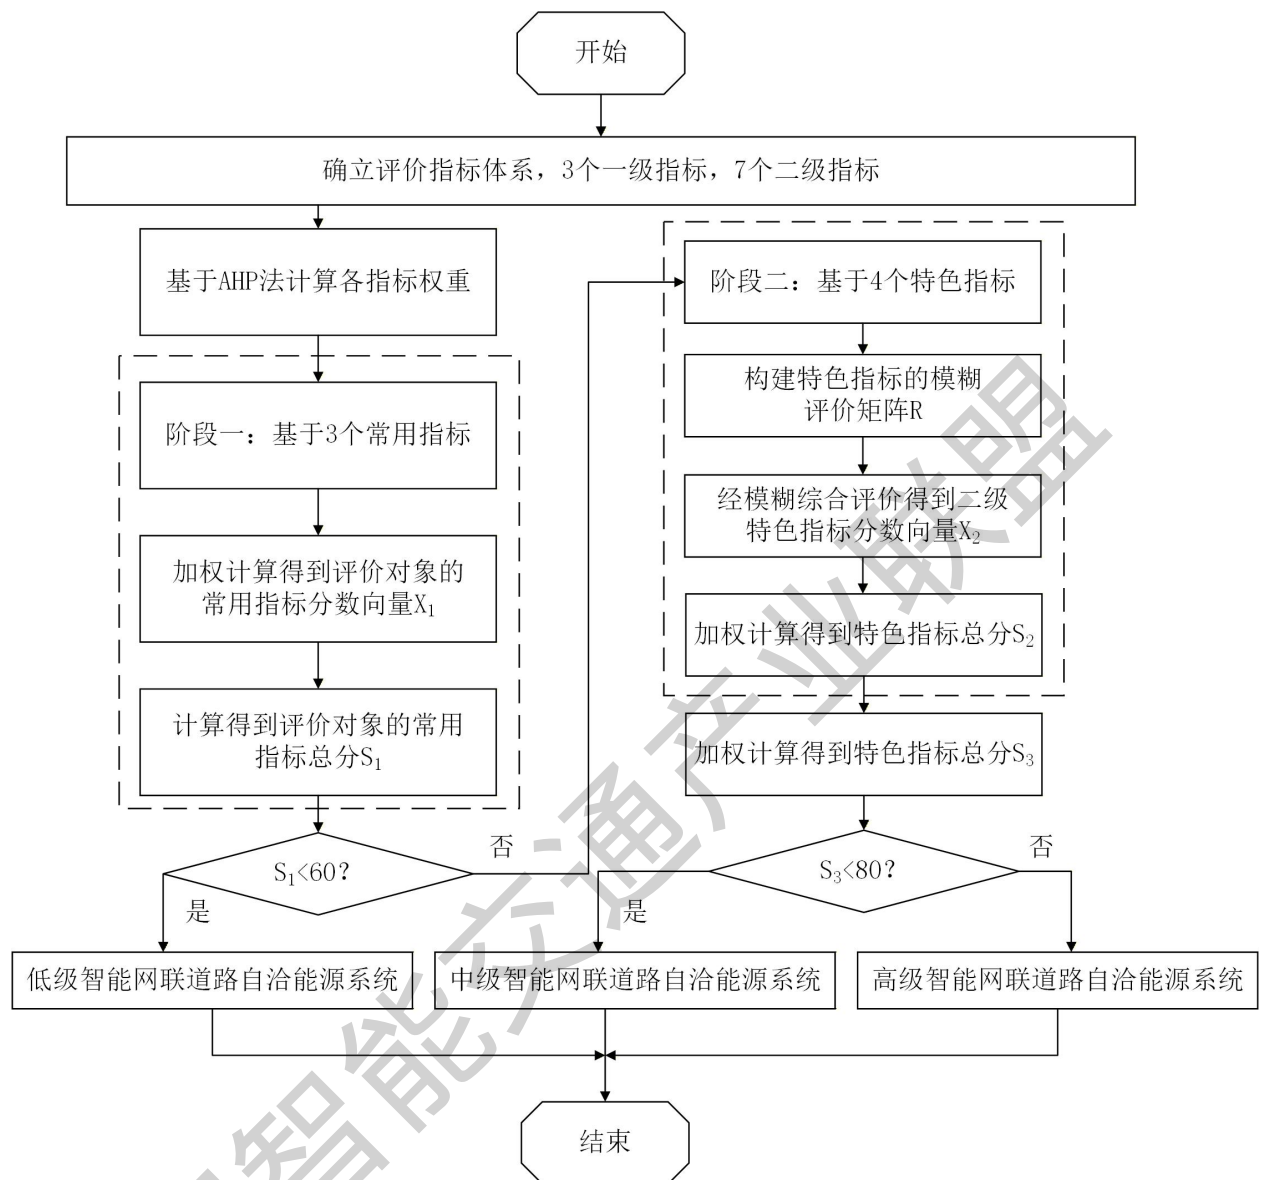 开始
确立评价指标体系，3个一级指标，7个二级指标
基于AHP法计算各指标权重
阶段一：基于3个常用指标
加权计算得到评价对象的
常用指标分数向量X₁
计算得到评价对象的常用
指标总分S₁
S₁<60?
否
是
阶段二：基于4个特色指标
构建特色指标的模糊
评价矩阵R
经模糊综合评价得到二级
特色指标分数向量X₂
加权计算得到特色指标总分S₂
加权计算得到特色指标总分S₃
S₃<80?
否
是
低级智能网联道路自洽能源系统
中级智能网联道路自洽能源系统
高级智能网联道路自洽能源系统
结束
智能交通产业联盟